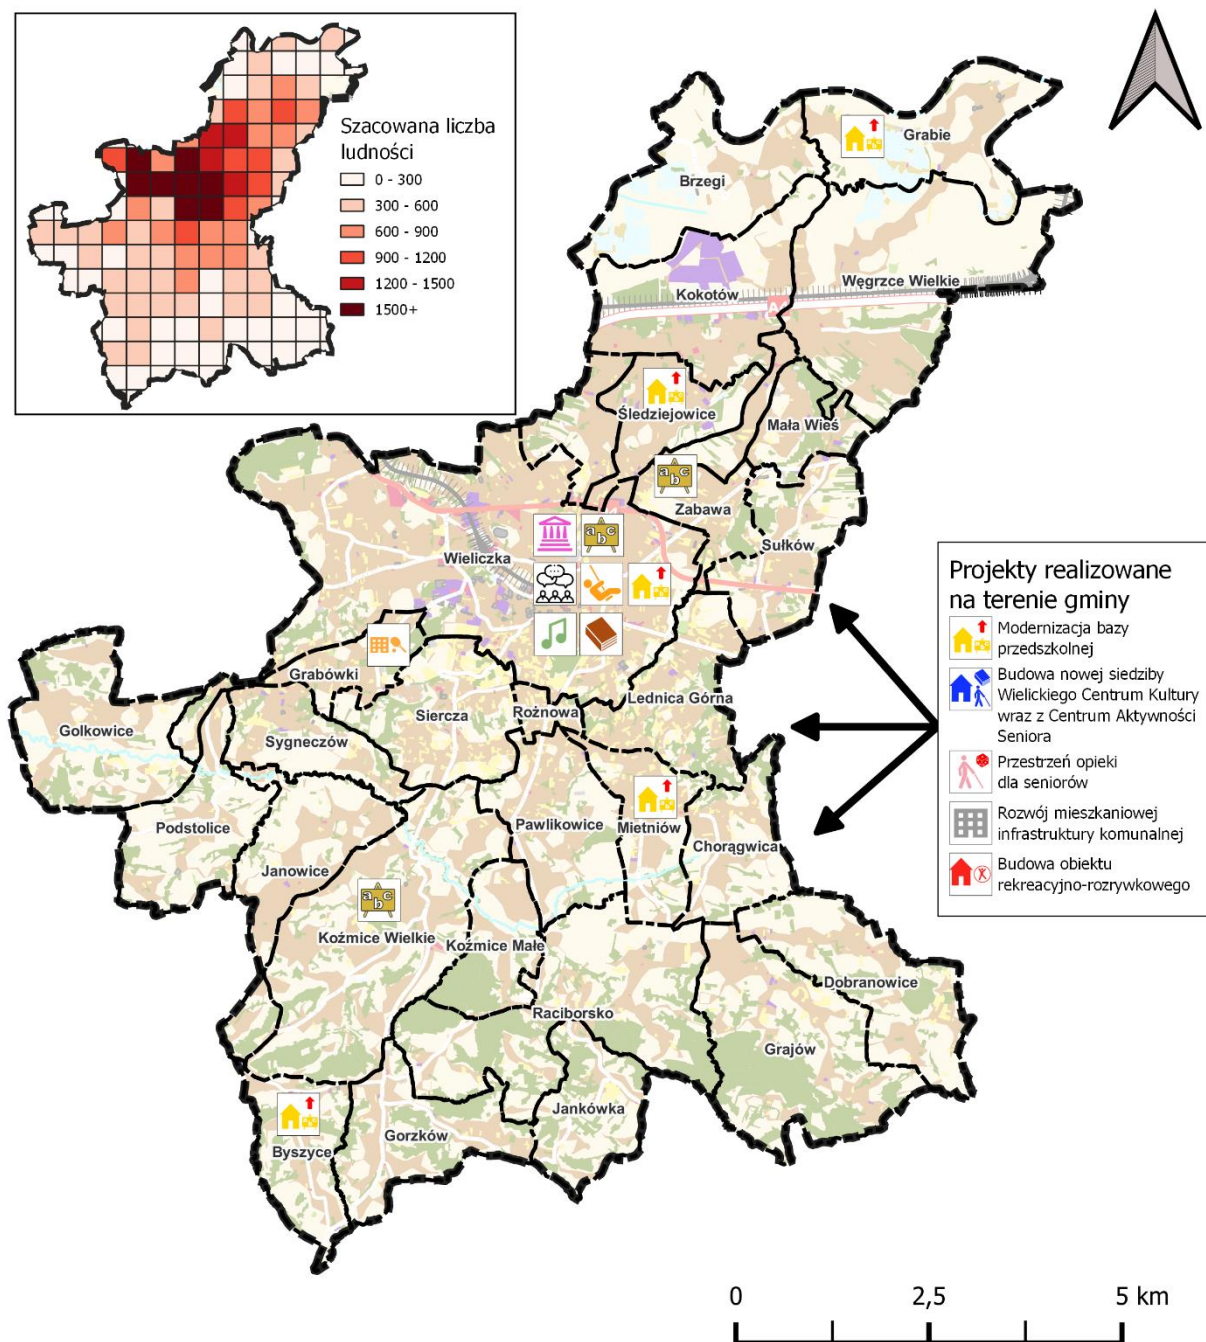 Szacowana liczba
ludności
0 - 300
300 - 600
600 - 900
900 - 1200
1200 - 1500
1500+
Grabie
Brzegi
Węgrzce Wielkie
Kokotów
A4
Śledziejowice
Mała Wieś
a b c
Zabawa
a b c
Sułków
Wieliczka
Grabówki
Lednica Górna
Siercza
Rożnowa
Golkowice
Sygneczów
Podstolice
Pawlikowice
Mietniów
Chorągwica
Janowice
a b c
Koźmice Wielkie
Koźmice Małe
Dobranowice
Raciborsko
Grajów
Jankówka
Gorzków
Byszyce
Projekty realizowane
na terenie gminy
Modernizacja bazy
przedszkolnej
Budowa nowej siedziby
Wielickiego Centrum Kultury
wraz z Centrum Aktywności
Seniora
Przestrzeń opieki
dla seniorów
Rozwój mieszkaniowej
infrastruktury komunalnej
Budowa obiektu
rekreacyjno-rozrywkowego
0 2,5 5 km